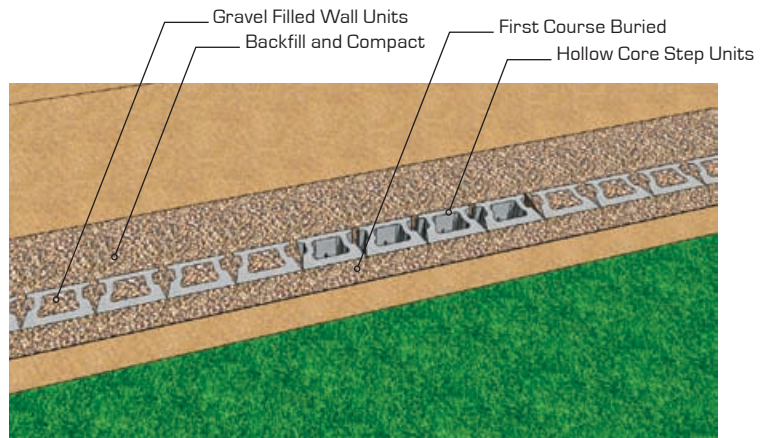 Gravel Filled Wall Units
Backfill and Compact
First Course Buried
Hollow Core Step Units